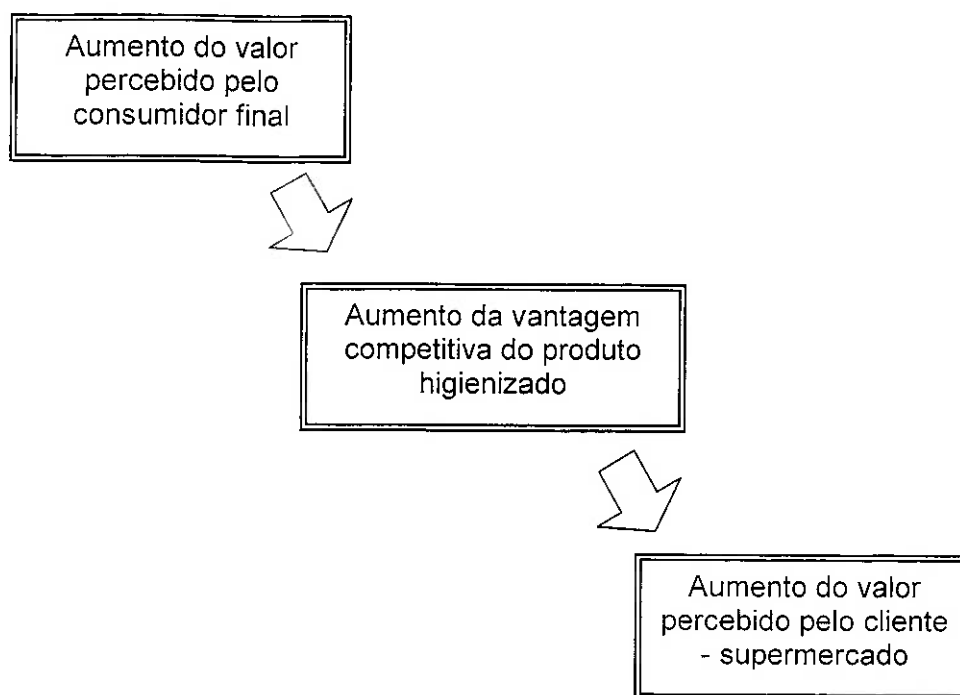 Aumento do valor
percebido pelo
consumidor final
Aumento da vantagem
competitiva do produto
higienizado
Aumento do valor
percebido pelo cliente
- supermercado